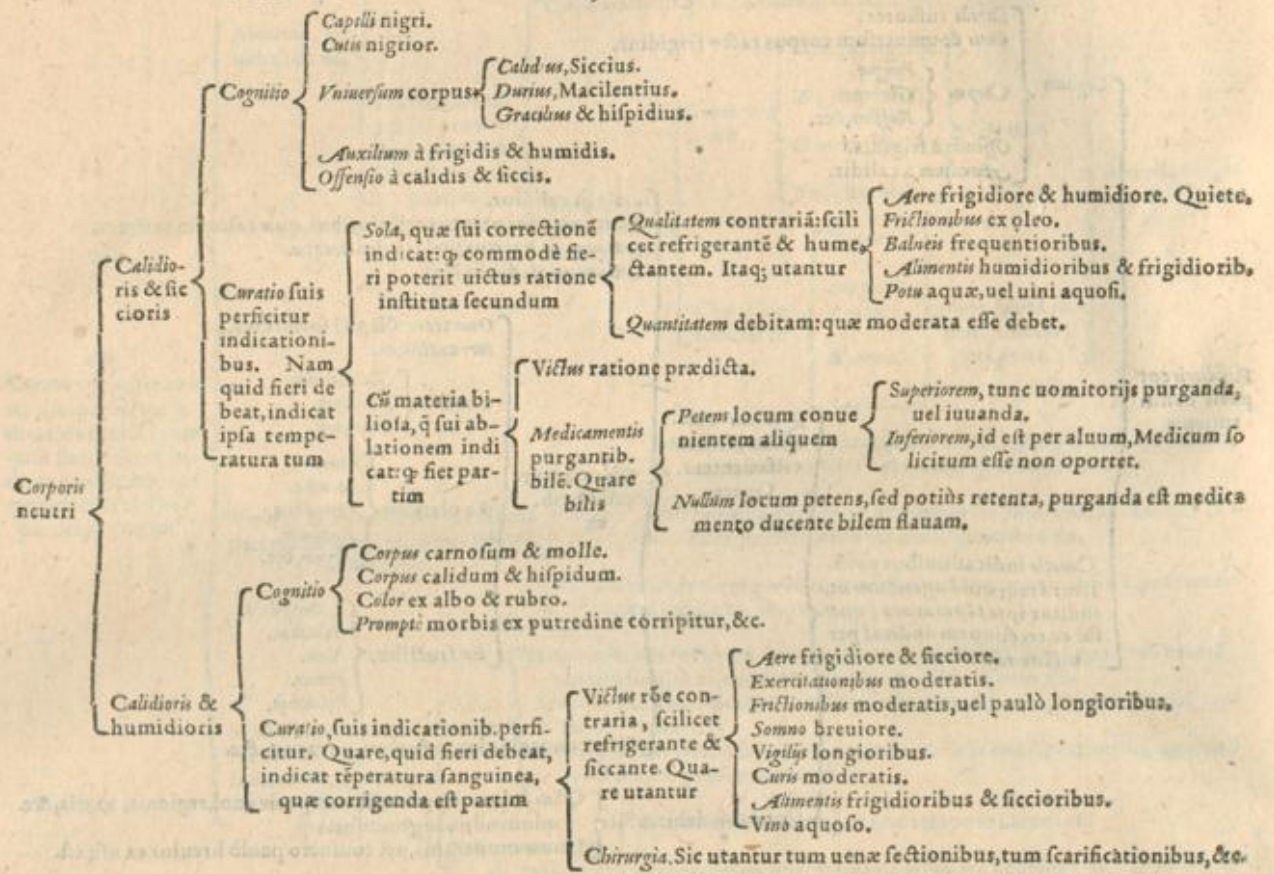 Corporis
neutri
Calidio-
ris & sic
cioris
Cognitio
Capilli nigri.
Cutis nigrior.
Vniuersum corpus
Calidius, Siccius.
Durius, Macilentius.
Gracilius & hispidius.
Auxilium à frigidis & humidis.
Offensio à calidis & siccis.
Curatio suis
perficitur
indicationi-
bus. Nam
quid fieri de
beat, indicat
ipsa tempe-
ratura tum
Sola, quæ sui correctionē
indicat: ꝙ commodè fie-
ri poterit uictus ratione
instituta secundum
Qualitatem contrariā: scili
cet refrigerantē & hume
ctantem. Itaq; utantur
Aere frigidiore & humidiore. Quiete.
Frictionibus ex oleo.
Balneis frequentioribus.
Alimentis humidioribus & frigidiorib.
Potu aquæ, uel uini aquosi.
Quantitatem debitam: quæ moderata esse debet.
Cū materia bi-
liosa, q̄ sui ab-
lationem indi
cat: ꝙ fiet par-
tim
Victus ratione prædicta.
Medicamentis
purgantib.
bilē. Quare
bilis
Petens locum conue
nientem aliquem
Superiorem, tunc uomitorijs purganda,
uel iuuanda.
Inferiorem, id est per aluum, Medicum so
licitum esse non oportet.
Nullum locum petens, sed potiùs retenta, purganda est medica
mento ducente bilem flauam.
Calidioris &
humidioris
Cognitio
Corpus carnosum & molle.
Corpus calidum & hispidum.
Color ex albo & rubro.
Promptè morbis ex putredine corripitur, &c.
Curatio, suis indicationib. perfi-
citur. Quare, quid fieri debeat,
indicat tēperatura sanguinea,
quæ corrigenda est partim
Victus rōe con-
traria, scilicet
refrigerante &
siccante. Qua-
re utantur
Aere frigidiore & sicciore.
Exercitationibus moderatis.
Frictionibus moderatis, uel paulò longioribus.
Somno breuiore.
Vigilijs longioribus.
Curis moderatis.
Alimentis frigidioribus & siccioribus.
Vino aquoso.
Chirurgia. Sic utantur tum uenæ sectionibus, tum scarificationibus, &c.